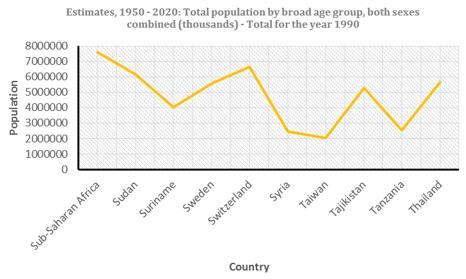 Estimates, 1950 - 2020: Total population by broad age group, both sexes
combined (thousands) - Total for the year 1990
8000000
7000000
6000000
5000000
4000000
3000000
2000000
1000000
0
Population
Sub-Saharan Africa
Sudan
Suriname
Sweden
Switzerland
Syria
Taiwan
Tajikistan
Tanzania
Thailand
Country